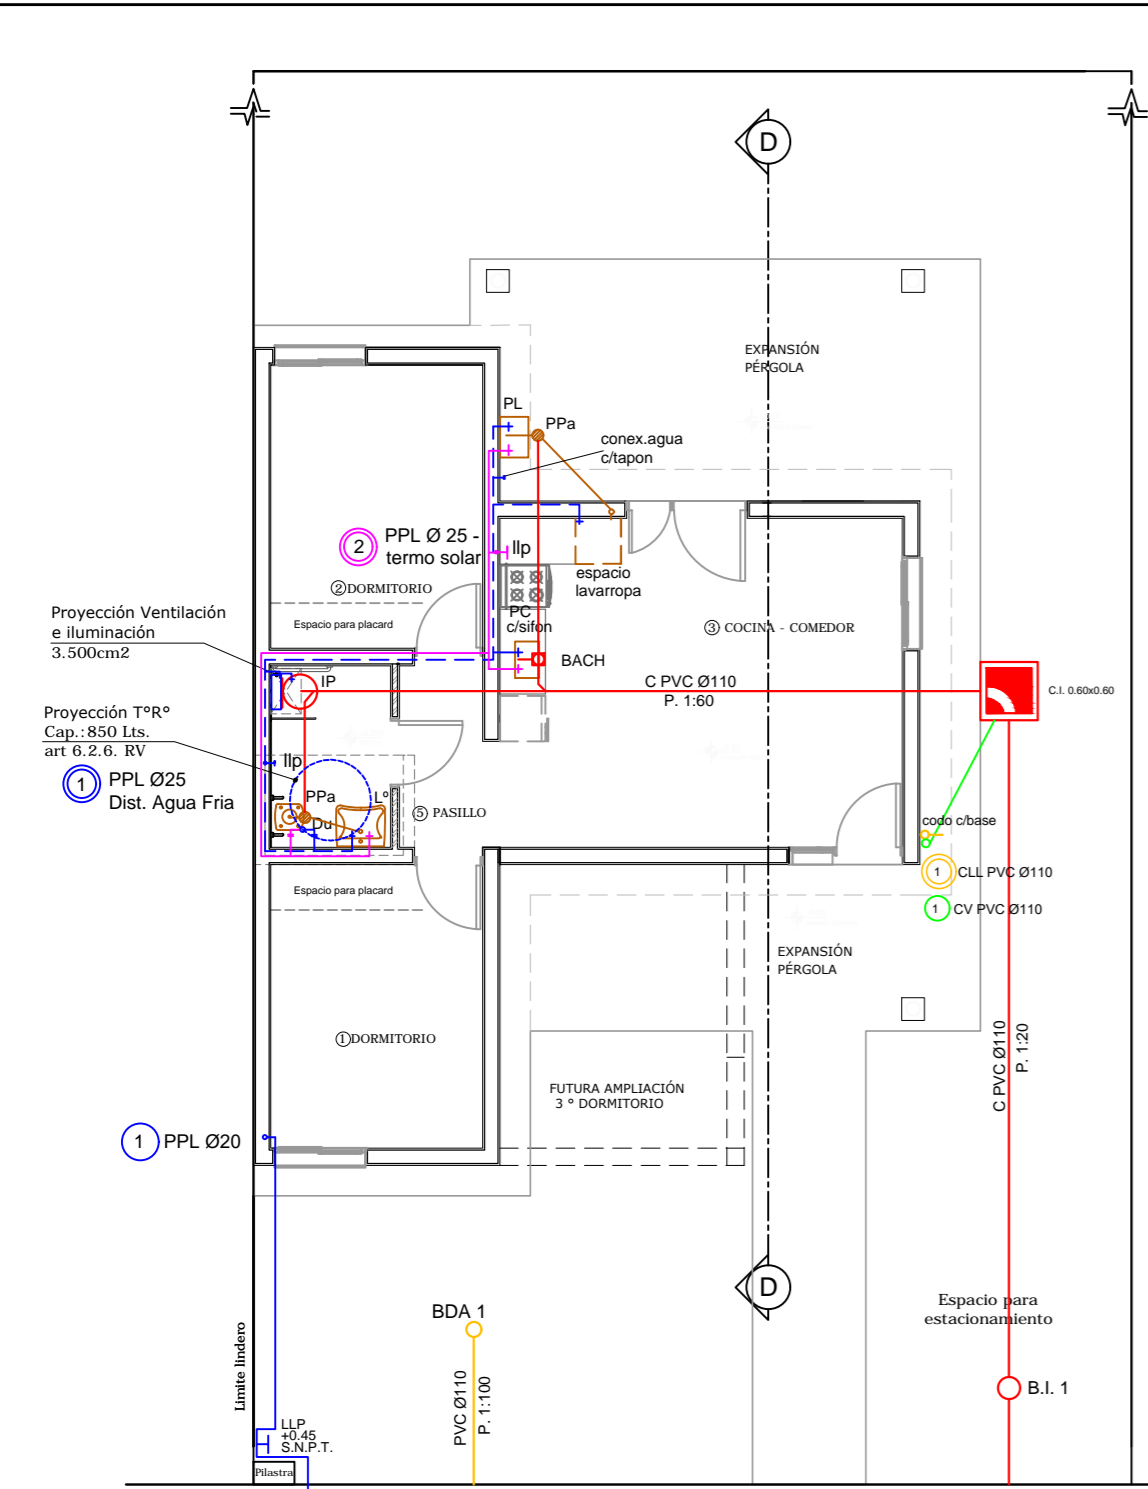 D
EXPANSIÓN
PÉRGOLA
PL
PPa
conex.agua
c/tapon
2
PPL Ø 25 -
termo solar
llp
espacio
lavarropa
②DORMITORIO
Espacio para placard
PC
c/sifon
③ COCINA - COMEDOR
BACH
Proyección Ventilación
e iluminación
3.500cm2
IP
C PVC Ø110
P. 1:60
C.I. 0.60x0.60
Proyección T°R°
Cap.:850 Lts.
art 6.2.6. RV
llp
1
PPL Ø25
Dist. Agua Fria
PPa
L°
Du
⑤ PASILLO
codo c/base
1
CLL PVC Ø110
Espacio para placard
1
CV PVC Ø110
EXPANSIÓN
PÉRGOLA
①DORMITORIO
C PVC Ø110
P. 1:20
FUTURA AMPLIACIÓN
3 ° DORMITORIO
1
PPL Ø20
D
BDA 1
Espacio para
estacionamiento
Limite lindero
PVC Ø110
P. 1:100
B.I. 1
LLP
+0.45
S.N.P.T.
Pilastra